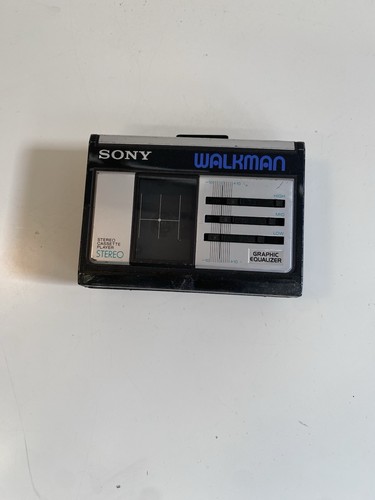 SONY
WALKMAN
STEREO
CASSETTE
PLAYER
STEREO
GRAPHIC
EQUALIZER